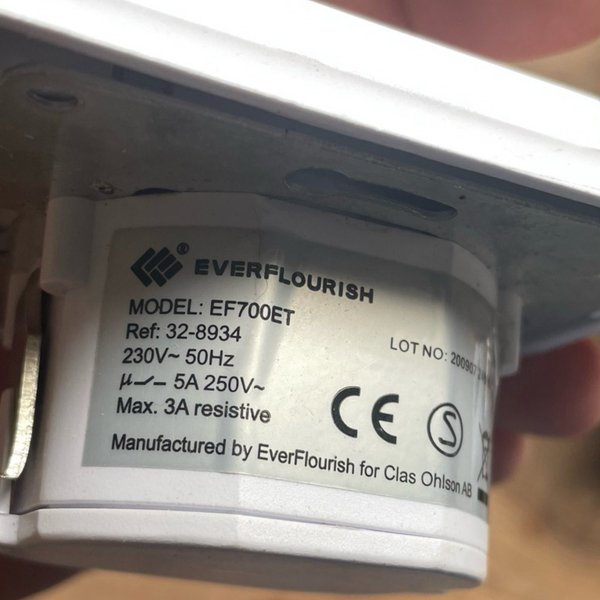 EVERFLOURISH
MODEL: EF700ET
Ref: 32-8934
LOT NO:
230V~ 50Hz
µ 5A 250V~
Max. 3A resistive
CE
S
Manufactured by EverFlourish for Clas Ohlson AB